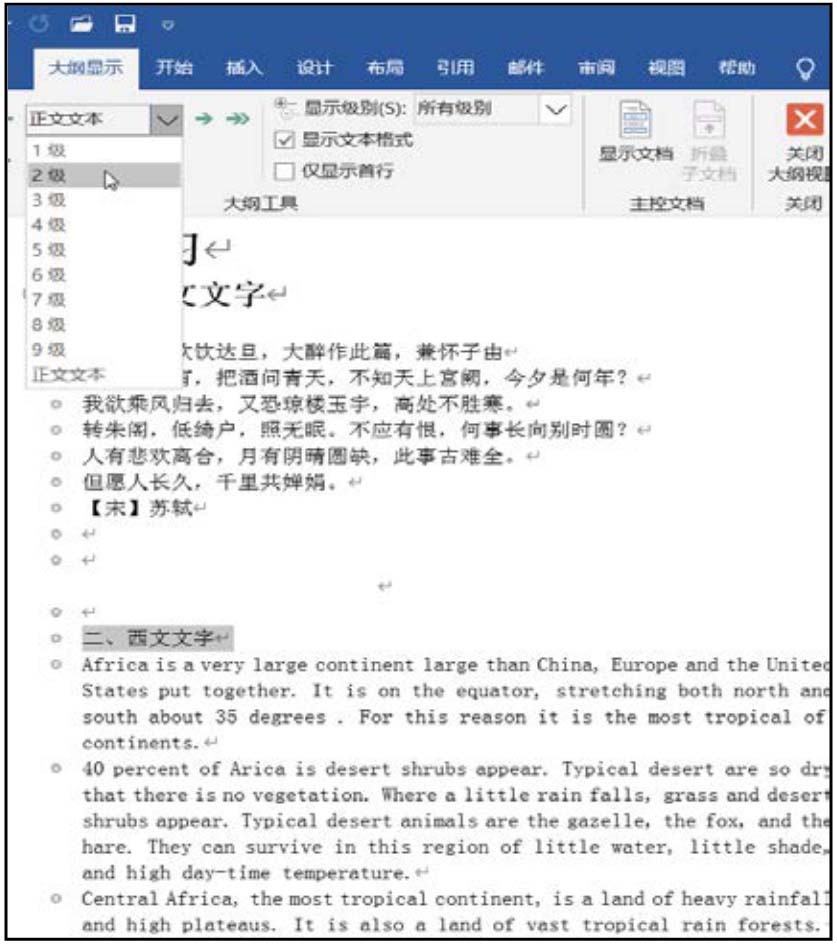 大纲显示 开始 插入 设计 布局 引用 邮件 审阅 视图 帮助
正文文本 显示级别(S): 所有级别
显示文本格式
仅显示首行
显示文档 折叠
子文档
关闭
大纲视图
大纲工具 主控文档 关闭
1 级
2 级
3 级
4 级
5 级
6 级
7 级
8 级
9 级
正文文本
习
文文字
欢饮达旦，大醉作此篇，兼怀子由
有，把酒问青天，不知天上宫阙，今夕是何年？
我欲乘风归去，又恐琼楼玉宇，高处不胜寒。
转朱阁，低绮户，照无眠。不应有恨，何事长向别时圆？
人有悲欢离合，月有阴晴圆缺，此事古难全。
但愿人长久，千里共婵娟。
【宋】苏轼
二、西文文字
Africa is a very large continent large than China, Europe and the United
States put together. It is on the equator, stretching both north and
south about 35 degrees . For this reason it is the most tropical of
continents.
40 percent of Arica is desert shrubs appear. Typical desert are so dry
that there is no vegetation. Where a little rain falls, grass and desert
shrubs appear. Typical desert animals are the gazelle, the fox, and the
hare. They can survive in this region of little water, little shade,
and high day-time temperature.
Central Africa, the most tropical continent, is a land of heavy rainfall
and high plateaus. It is also a land of vast tropical rain forests.